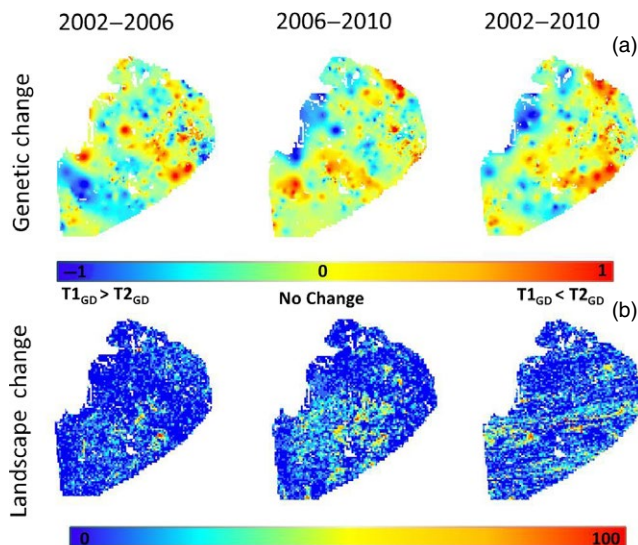 2002–2006 2006–2010 2002–2010
(a)
Genetic change
−1 0 1
T1GD > T2GD No Change T1GD < T2GD
(b)
Landscape change
0 100